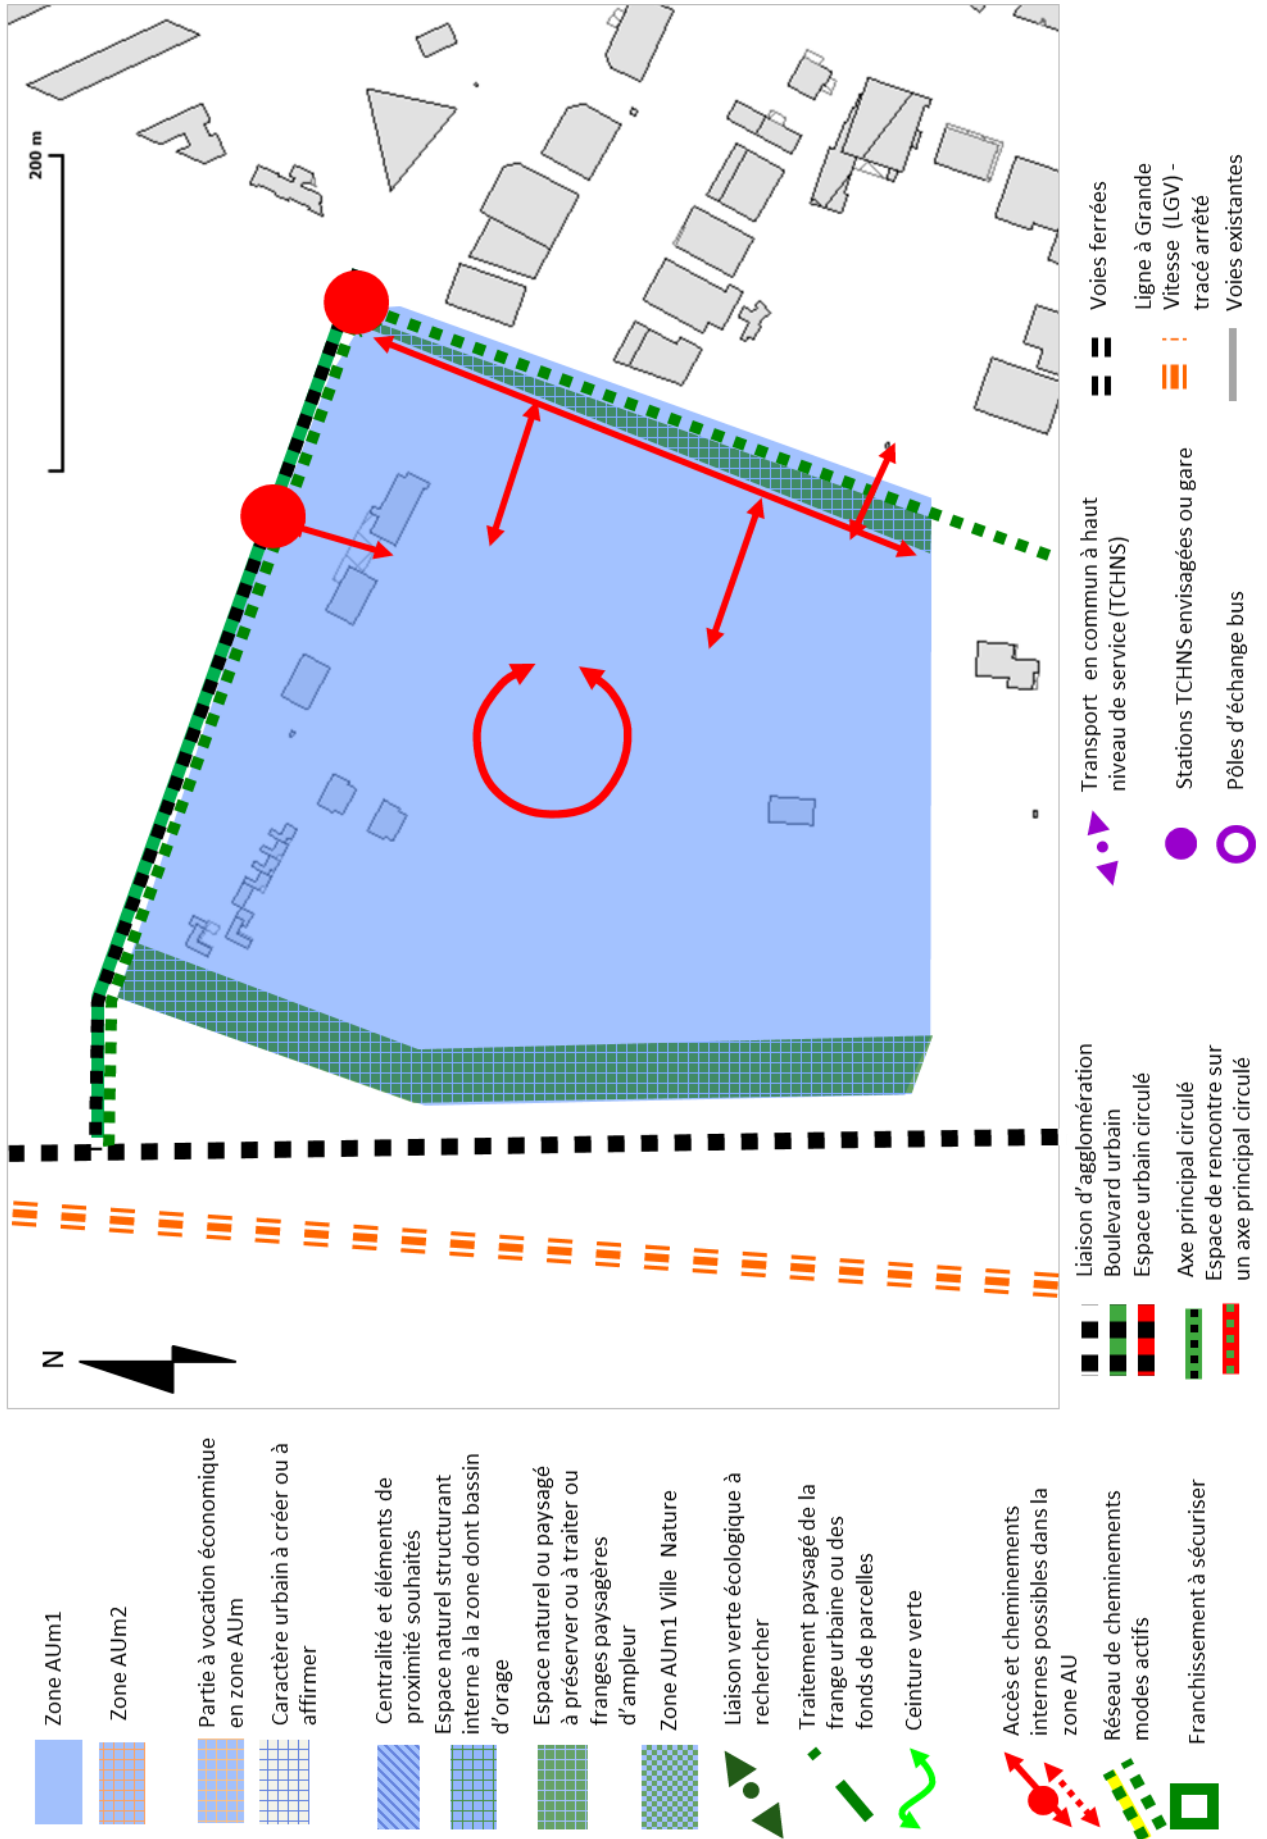 200 m
N
Zone AUm1
Zone AUm2
Partie à vocation économique
en zone AUm
Caractère urbain à créer ou à
affirmer
Centralité et éléments de
proximité souhaités
Espace naturel structurant
interne à la zone dont bassin
d'orage
Espace naturel ou paysagé
à préserver ou à traiter ou
franges paysagères
d'ampleur
Zone AUm1 Ville Nature
Liaison verte écologique à
rechercher
Traitement paysagé de la
frange urbaine ou des
fonds de parcelles
Ceinture verte
Accès et cheminements
internes possibles dans la
zone AU
Réseau de cheminements
modes actifs
Franchissement à sécuriser
Liaison d'agglomération
Boulevard urbain
Espace urbain circulé
Axe principal circulé
Espace de rencontre sur
un axe principal circulé
Transport en commun à haut
niveau de service (TCHNS)
Stations TCHNS envisagées ou gare
Pôles d'échange bus
Voies ferrées
Ligne à Grande
Vitesse (LGV) -
tracé arrêté
Voies existantes